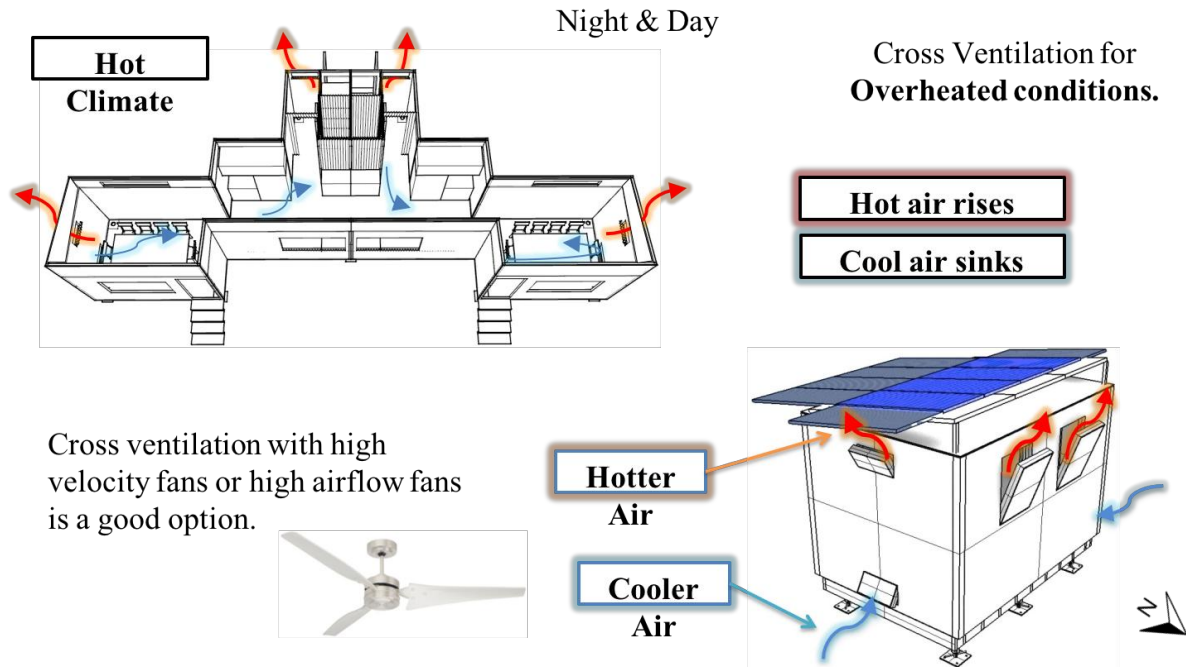 Night & Day
Hot
Climate
Cross Ventilation for
Overheated conditions.
Hot air rises
Cool air sinks
Cross ventilation with high
velocity fans or high airflow fans
is a good option.
Hotter
Air
Cooler
Air
N